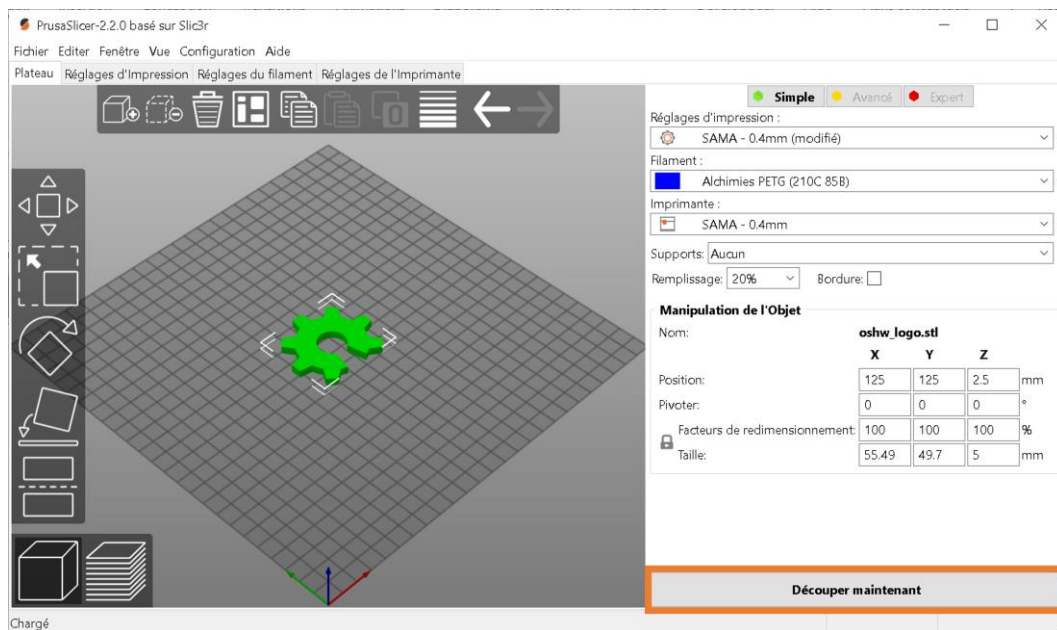 PrusaSlicer-2.2.0 basé sur Slic3r
Fichier Editer Fenêtre Vue Configuration Aide
Plateau Réglages d'Impression Réglages du filament Réglages de l'Imprimante
Simple Avancé Expert
Réglages d'impression :
SAMA - 0.4mm (modifié)
Filament :
Alchimies PETG (210C 85B)
Imprimante :
SAMA - 0.4mm
Supports: Aucun
Remplissage: 20% Bordure:
Manipulation de l'Objet
Nom: oshw_logo.stl
X Y Z
Position: 125 125 2.5 mm
Pivoter: 0 0 0 °
Facteurs de redimensionnement: 100 100 100 %
Taille: 55.49 49.7 5 mm
Découper maintenant
Chargé